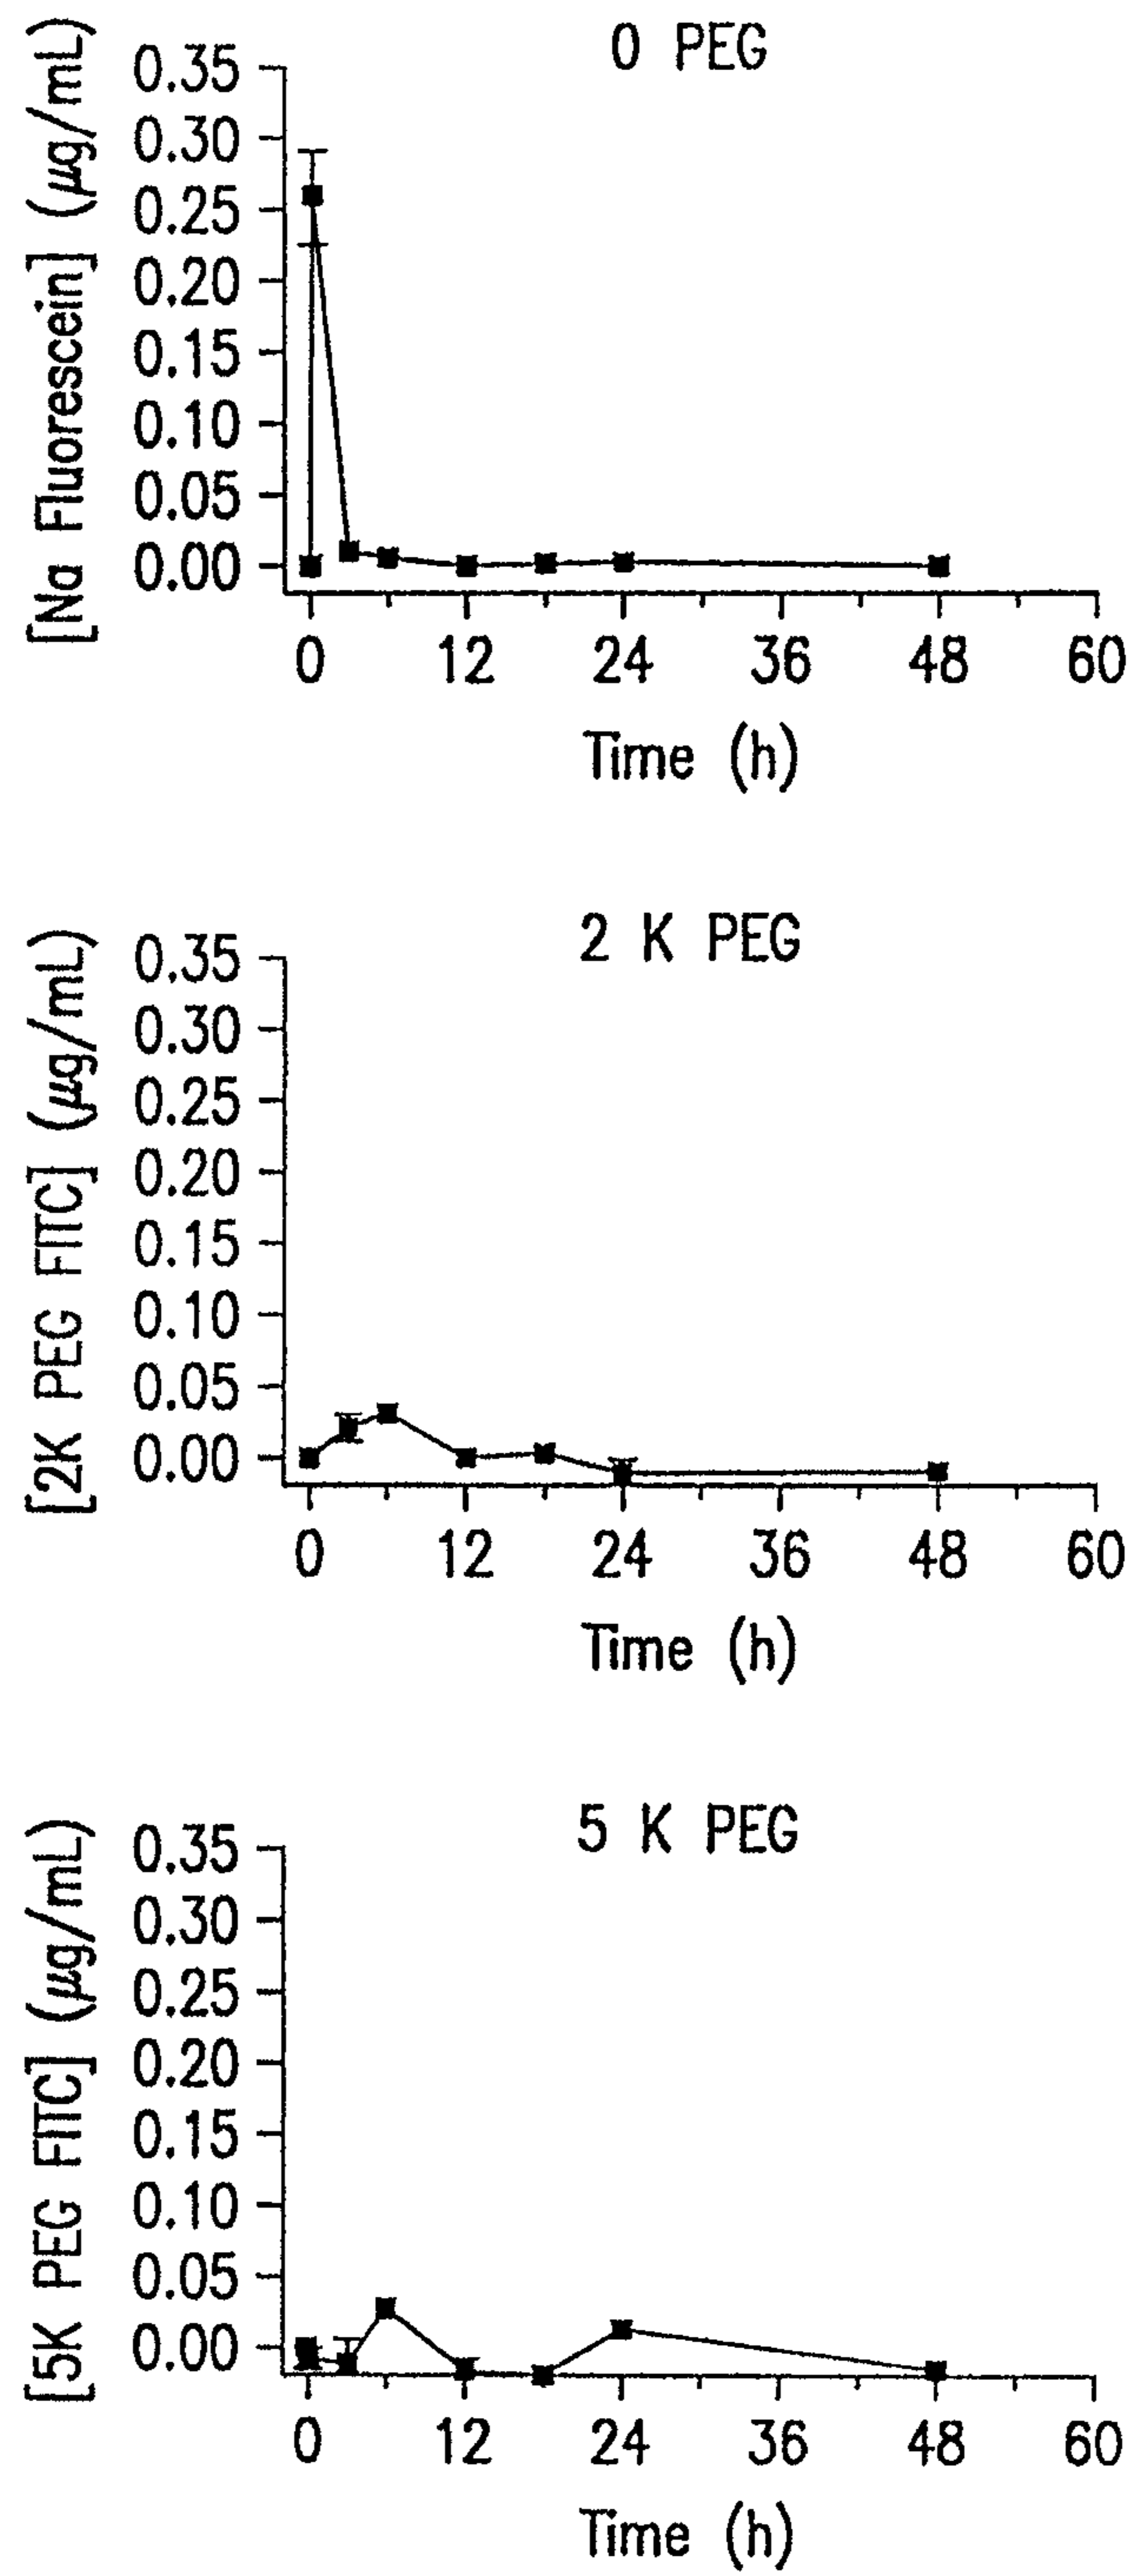 0 PEG
[Na Fluorescein] (μg/mL)
0.35
0.30
0.25
0.20
0.15
0.10
0.05
0.00
0 12 24 36 48 60
Time (h)
2 K PEG
[2K PEG FITC] (μg/mL)
0.35
0.30
0.25
0.20
0.15
0.10
0.05
0.00
0 12 24 36 48 60
Time (h)
5 K PEG
[5K PEG FITC] (μg/mL)
0.35
0.30
0.25
0.20
0.15
0.10
0.05
0.00
0 12 24 36 48 60
Time (h)